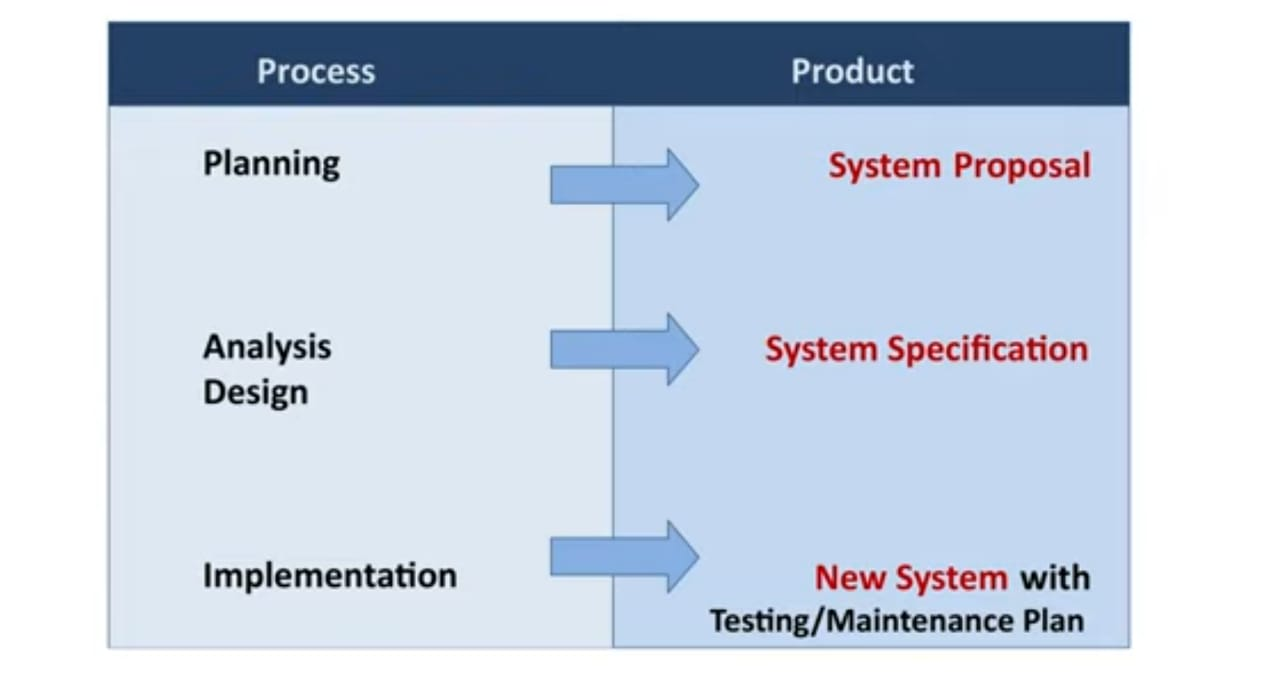 Process
Product
Planning
System Proposal
Analysis
Design
System Specification
Implementation
New System with
Testing/Maintenance Plan